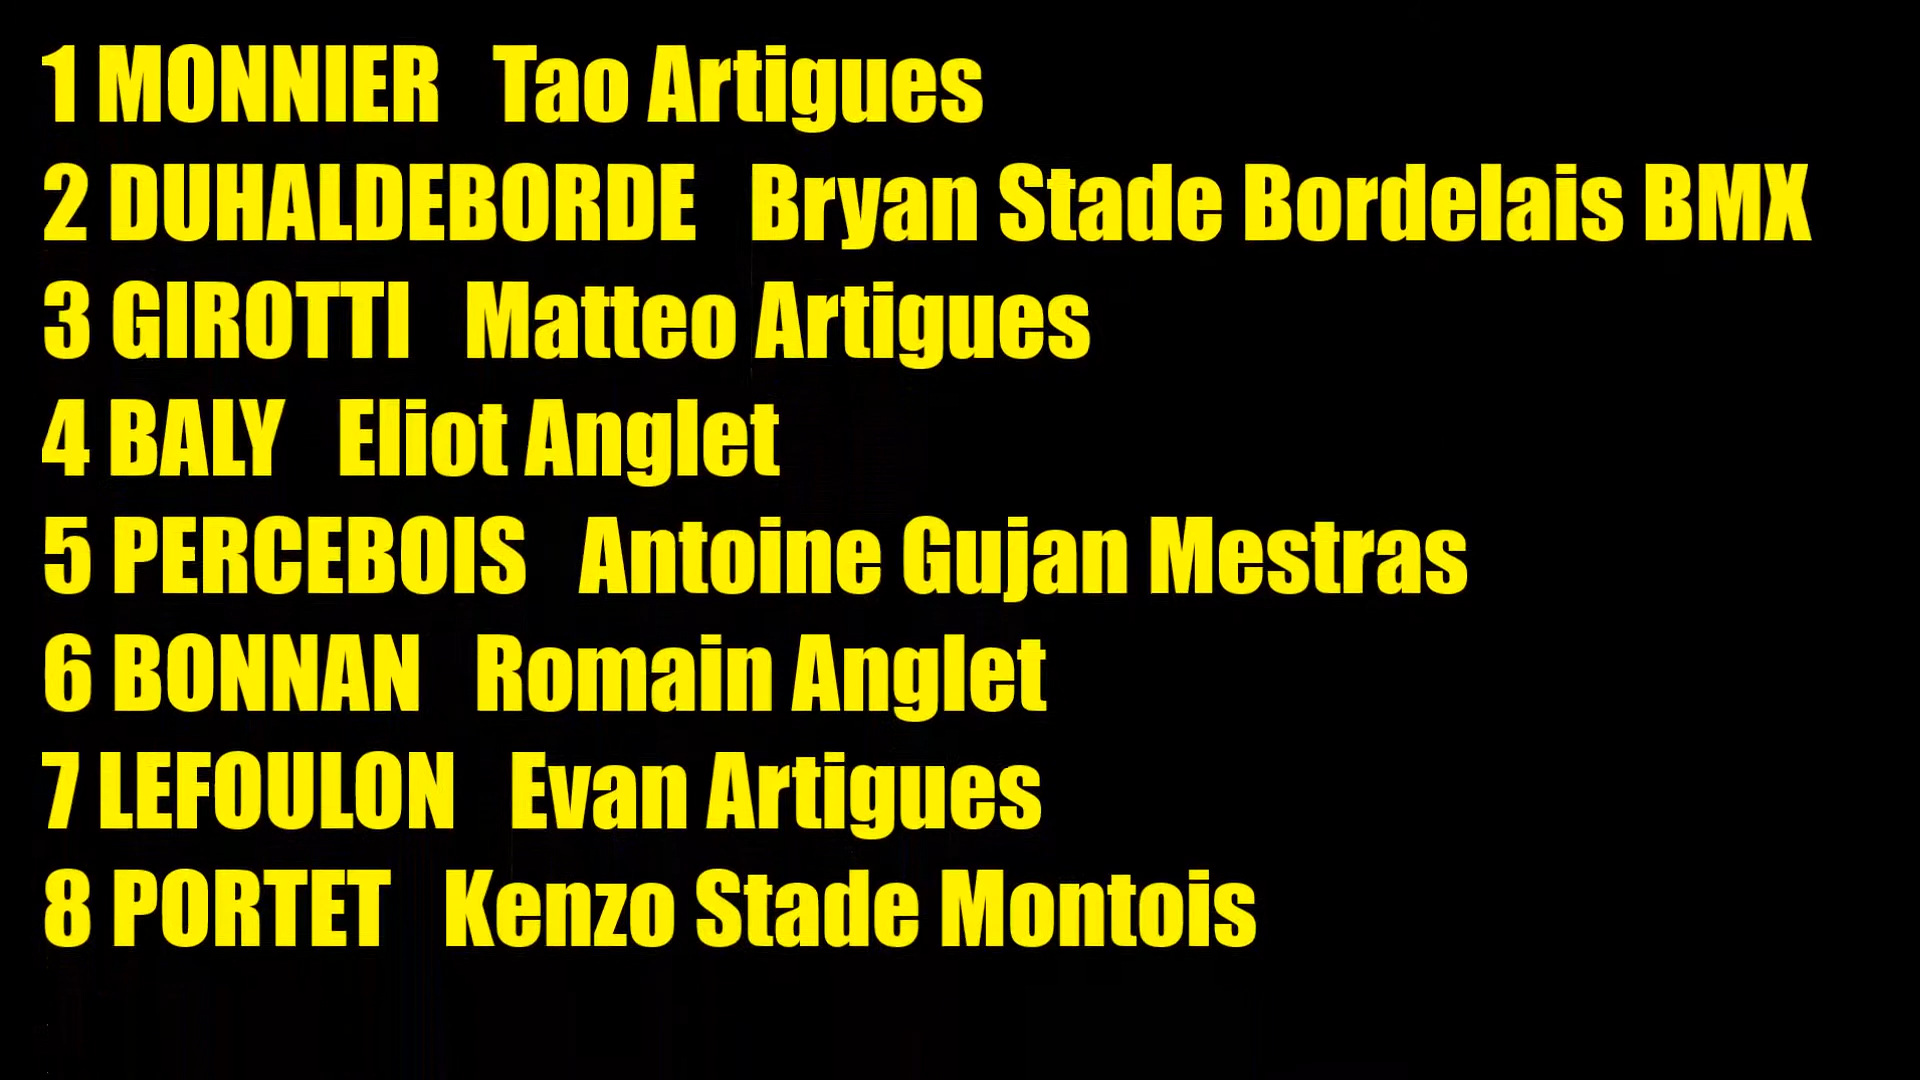 1 MONNIER Tao Artigues
2 DUHALDEBORDE Bryan Stade Bordelais BMX
3 GIROTTI Matteo Artigues
4 BALY Eliot Anglet
5 PERCEBOIS Antoine Gujan Mestras
6 BONNAN Romain Anglet
7 LEFOULON Evan Artigues
8 PORTET Kenzo Stade Montois